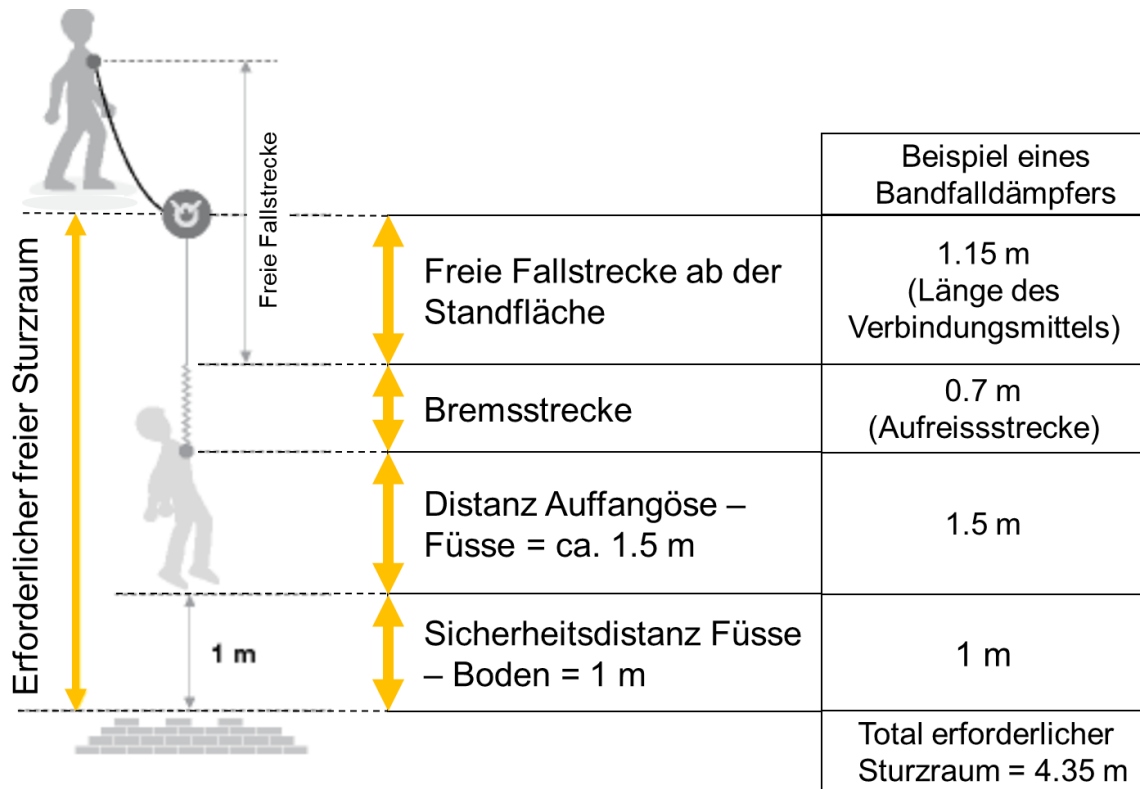 Erforderlicher freier Sturzraum
Freie Fallstrecke
1 m
Beispiel eines
Bandfalldämpfers
Freie Fallstrecke ab der
Standfläche
1.15 m
(Länge des
Verbindungsmittels)
Bremsstrecke
0.7 m
(Aufreissstrecke)
Distanz Auffangöse –
Füsse = ca. 1.5 m
1.5 m
Sicherheitsdistanz Füsse
– Boden = 1 m
1 m
Total erforderlicher
Sturzraum = 4.35 m